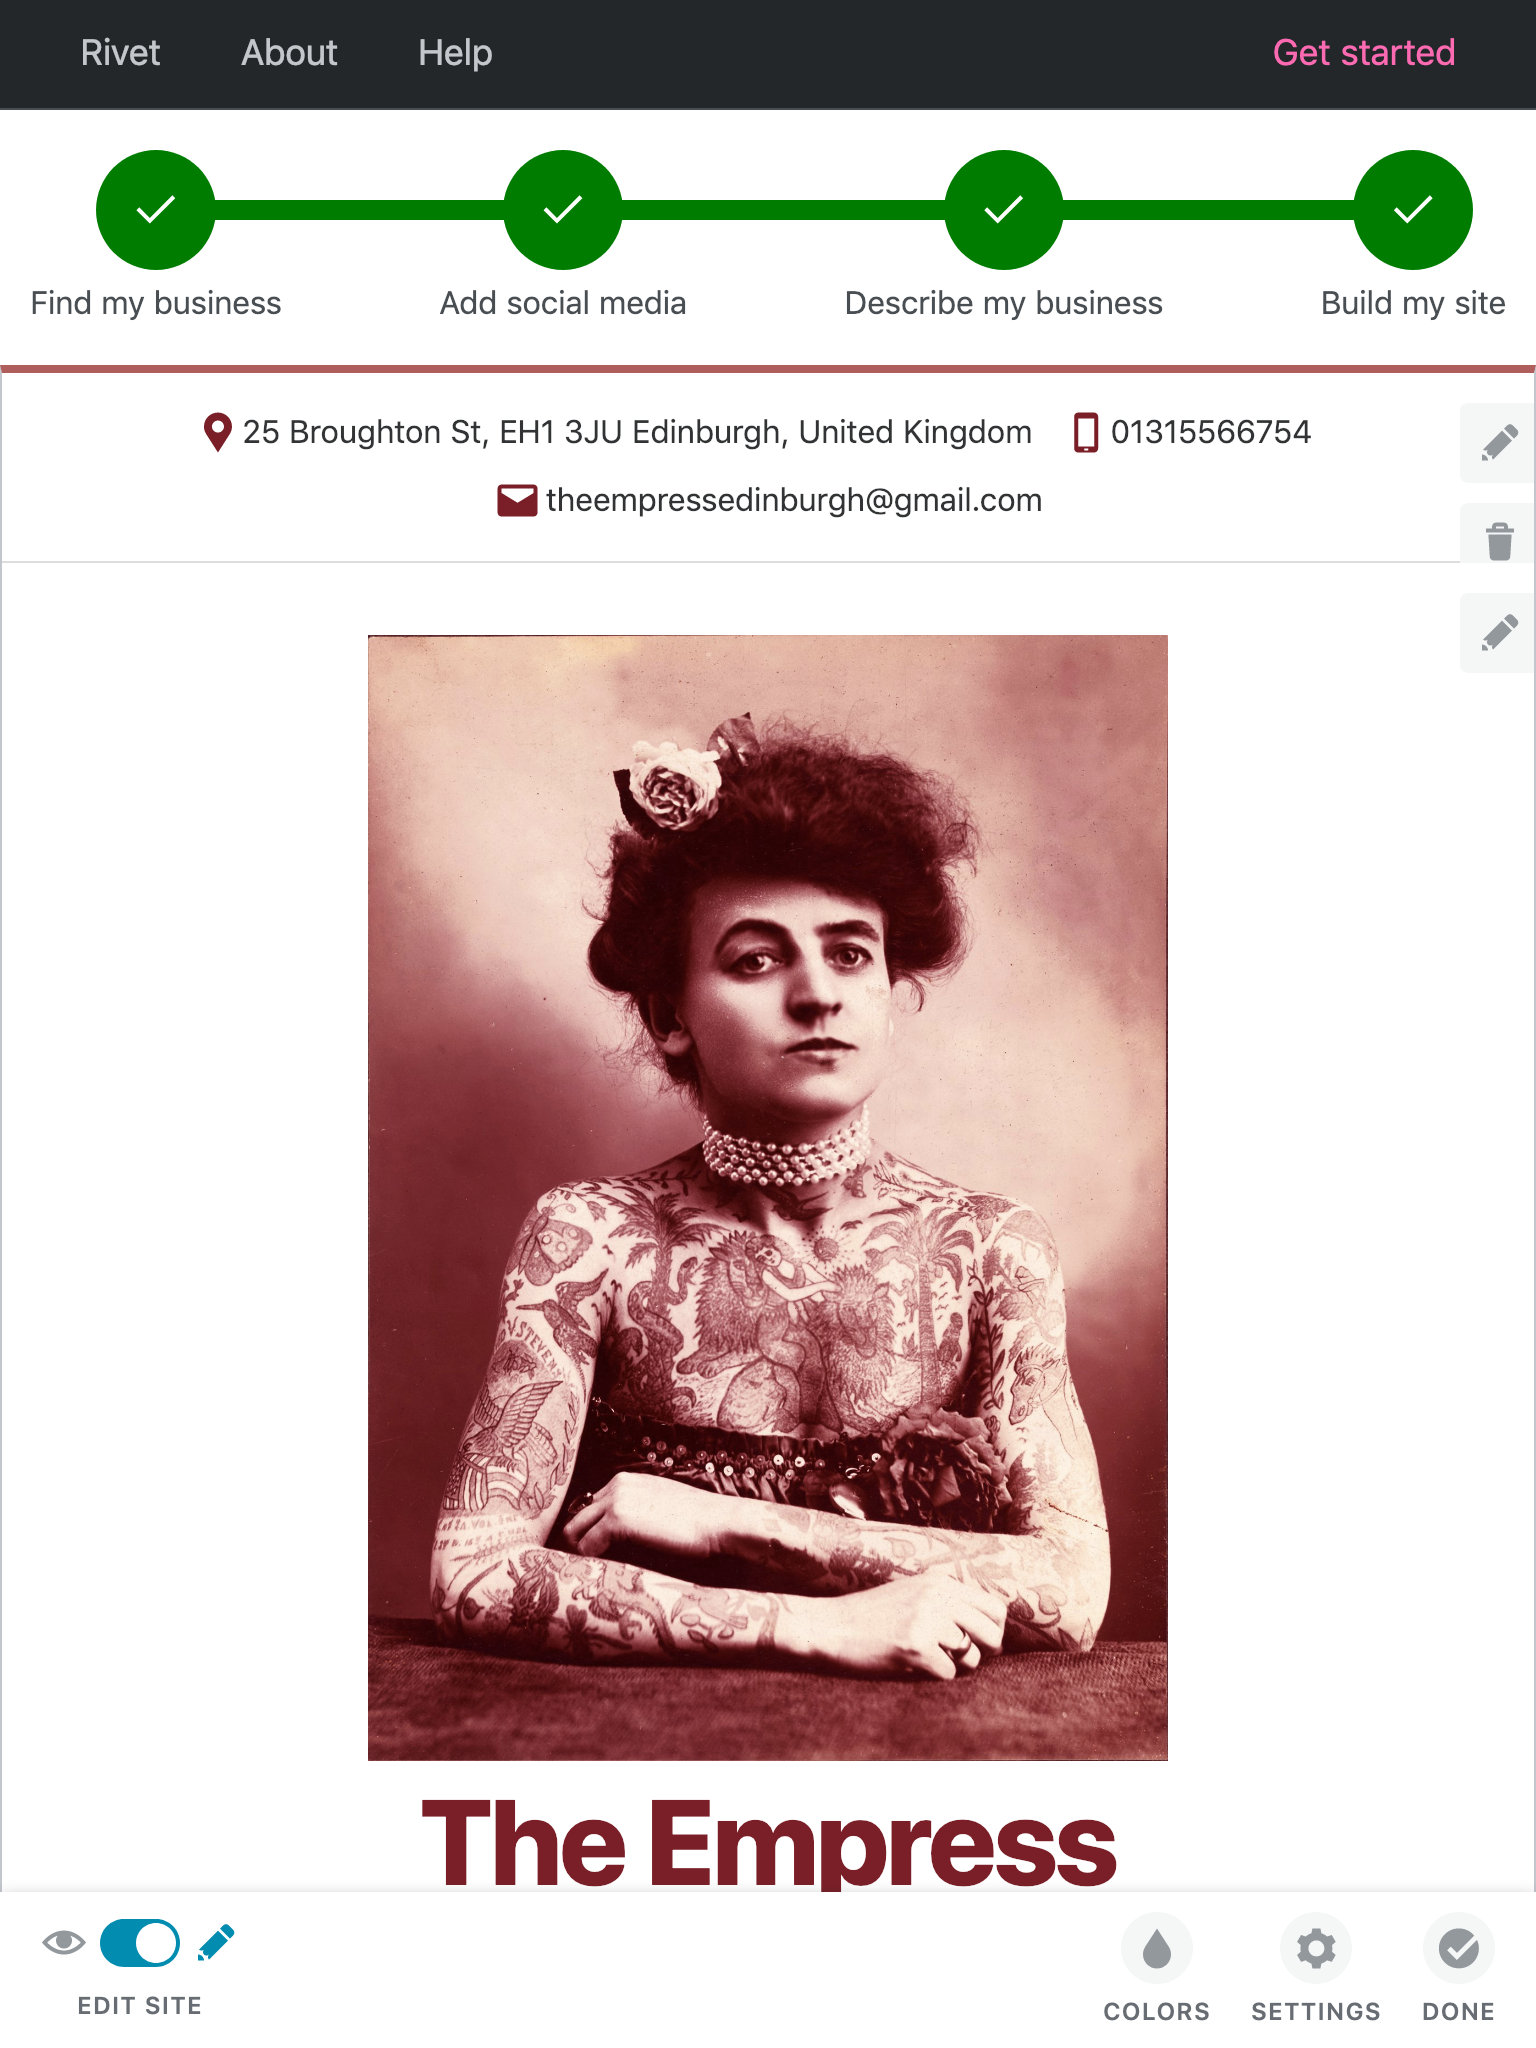 Rivet About Help Get started
Find my business Add social media Describe my business Build my site
25 Broughton St, EH1 3JU Edinburgh, United Kingdom 01315566754
theempressedinburgh@gmail.com
STEVENS
The Empress
EDIT SITE COLORS SETTINGS DONE